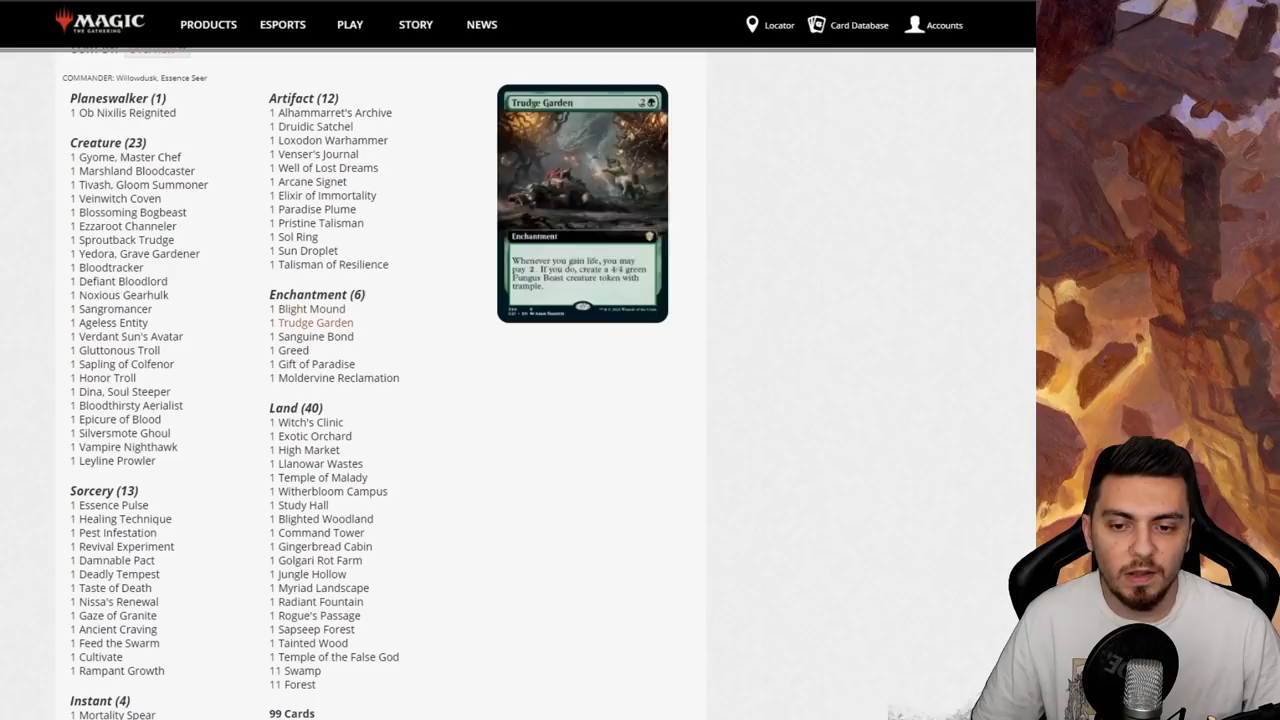 MAGIC
THE GATHERING
PRODUCTS
ESPORTS
PLAY
STORY
NEWS
Locator
Card Database
Accounts
COMMANDER: Willowdusk, Essence Seer
Planeswalker (1)
1 Ob Nixilis Reignited
Creature (23)
1 Gyome, Master Chef
1 Marshland Bloodcaster
1 Tivash, Gloom Summoner
1 Veinwitch Coven
1 Blossoming Bogbeast
1 Ezzaroot Channeler
1 Sproutback Trudge
1 Yedora, Grave Gardener
1 Bloodtracker
1 Defiant Bloodlord
1 Noxious Gearhulk
1 Sangromancer
1 Ageless Entity
1 Verdant Sun's Avatar
1 Gluttonous Troll
1 Sapling of Colfenor
1 Honor Troll
1 Dina, Soul Steeper
1 Bloodthirsty Aerialist
1 Epicure of Blood
1 Silversmote Ghoul
1 Vampire Nighthawk
1 Leyline Prowler
Sorcery (13)
1 Essence Pulse
1 Healing Technique
1 Pest Infestation
1 Revival Experiment
1 Damnable Pact
1 Deadly Tempest
1 Taste of Death
1 Nissa's Renewal
1 Gaze of Granite
1 Ancient Craving
1 Feed the Swarm
1 Cultivate
1 Rampant Growth
Instant (4)
1 Mortality Spear
Artifact (12)
1 Alhammarret's Archive
1 Druidic Satchel
1 Loxodon Warhammer
1 Venser's Journal
1 Well of Lost Dreams
1 Arcane Signet
1 Elixir of Immortality
1 Paradise Plume
1 Pristine Talisman
1 Sol Ring
1 Sun Droplet
1 Talisman of Resilience
Enchantment (6)
1 Blight Mound
1 Trudge Garden
1 Sanguine Bond
1 Greed
1 Gift of Paradise
1 Moldervine Reclamation
Land (40)
1 Witch's Clinic
1 Exotic Orchard
1 High Market
1 Llanowar Wastes
1 Temple of Malady
1 Witherbloom Campus
1 Study Hall
1 Blighted Woodland
1 Command Tower
1 Gingerbread Cabin
1 Golgari Rot Farm
1 Jungle Hollow
1 Myriad Landscape
1 Radiant Fountain
1 Rogue's Passage
1 Sapseep Forest
1 Tainted Wood
1 Temple of the False God
11 Swamp
11 Forest
99 Cards
Trudge Garden 2
Enchantment
Whenever you gain life, you may
pay 2. If you do, create a 4/4 green
Fungus Beast creature token with
trample.